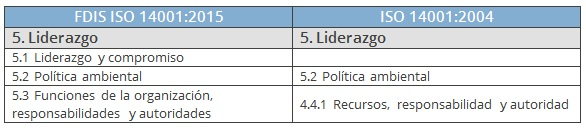 FDIS ISO 14001:2015 ISO 14001:2004
5. Liderazgo 5. Liderazgo
5.1 Liderazgo y compromiso
5.2 Política ambiental 5.2 Política ambiental
5.3 Funciones de la organización,
responsabilidades y autoridades
4.4.1 Recursos, responsabilidad y autoridad